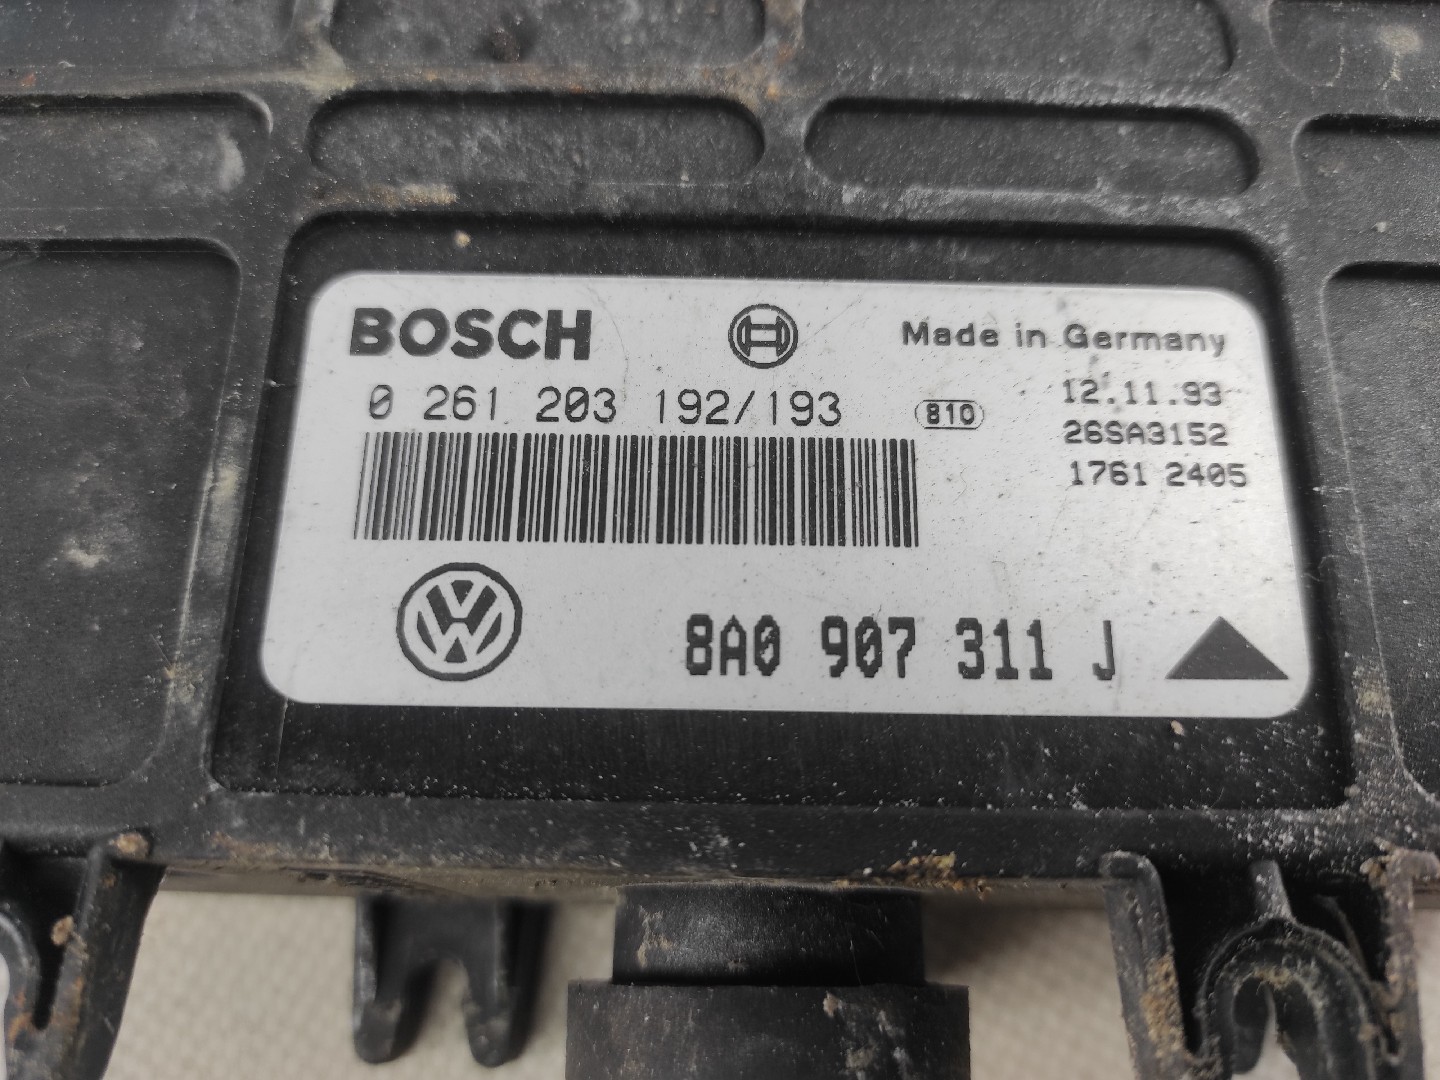 BOSCH
Made in Germany
0 261 203 192/193
810
12.11.93
26SA3152
1761 2405
8A0 907 311 J